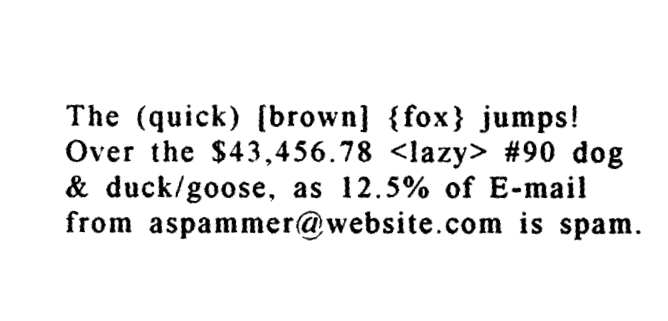 The (quick) [brown] {fox} jumps!
Over the $43,456.78 <lazy> #90 dog
& duck/goose, as 12.5% of E-mail
from aspammer@website.com is spam.